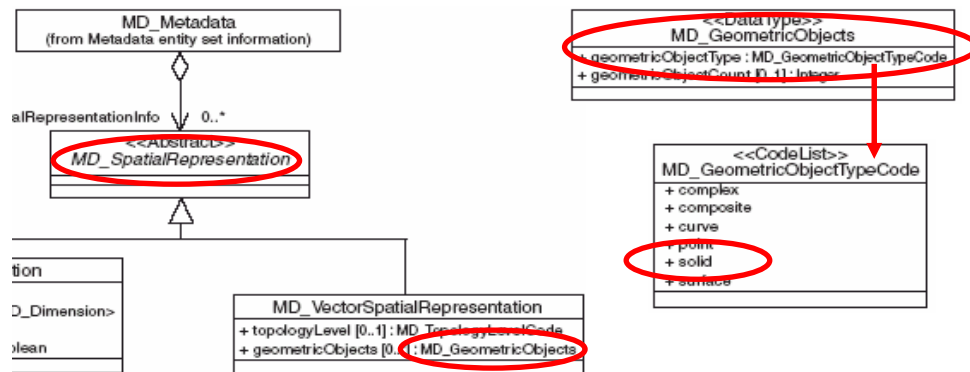 MD_Metadata
(from Metadata entity set information)
alRepresentationInfo 0..*
<<Abstract>>
MD_SpatialRepresentation
<<DataType>>
MD_GeometricObjects
+ geometricObjectType : MD_GeometricObjectTypeCode
+ geometricObjectCount [0..1] : Integer
<<CodeList>>
MD_GeometricObjectTypeCode
+ complex
+ composite
+ curve
+ point
+ solid
+ surface
tion
D_Dimension>
olean
MD_VectorSpatialRepresentation
+ topologyLevel [0..1] : MD_TopologyLevelCode
+ geometricObjects [0.. : MD_GeometricObjects